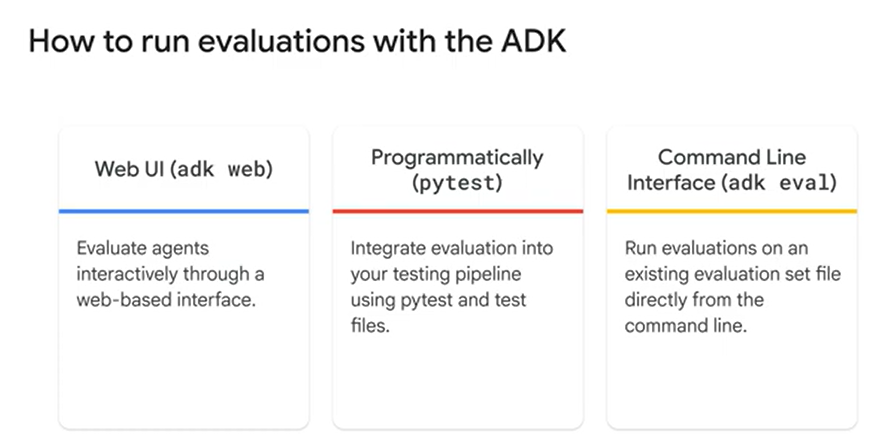 How to run evaluations with the ADK
Web UI (adk web)
Evaluate agents
interactively through a
web-based interface.
Programmatically
(pytest)
Integrate evaluation into
your testing pipeline
using pytest and test
files.
Command Line
Interface (adk eval)
Run evaluations on an
existing evaluation set file
directly from the
command line.